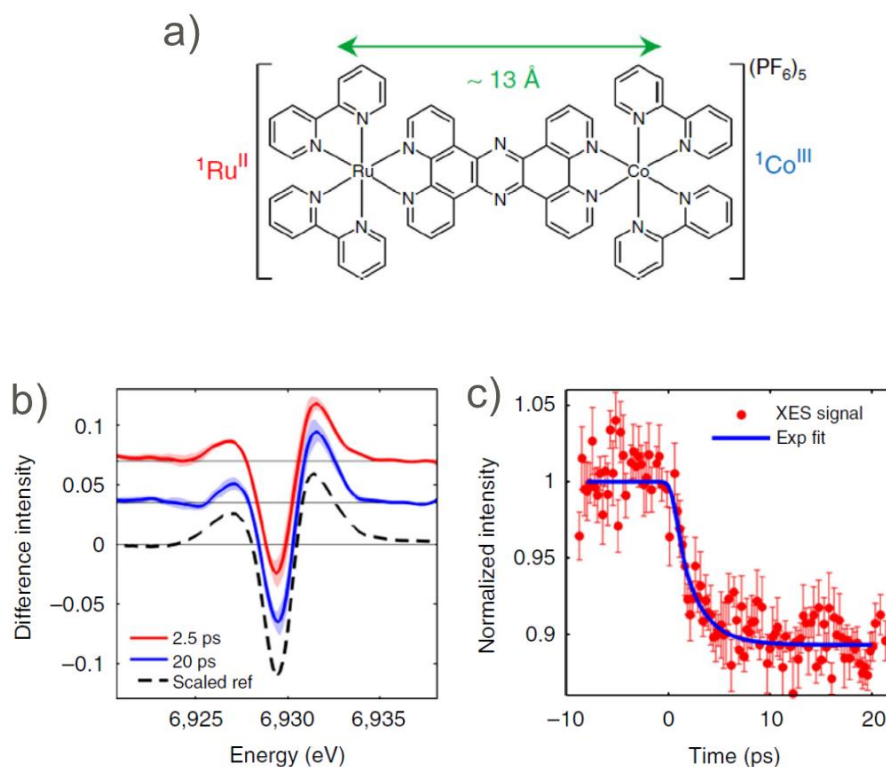 a)
~ 13 Å
(PF₆)₅
¹Ruᴵᴵ
¹Coᴵᴵᴵ
N
N
N
N
N
N
Ru
Co
N
N
N
N
N
N
N
N
b)
0.1
0.05
0
−0.05
−0.1
Difference intensity
2.5 ps
20 ps
Scaled ref
6,925
6,930
6,935
Energy (eV)
c)
1.05
1
0.95
0.9
Normalized intensity
XES signal
Exp fit
−10
0
10
20
Time (ps)